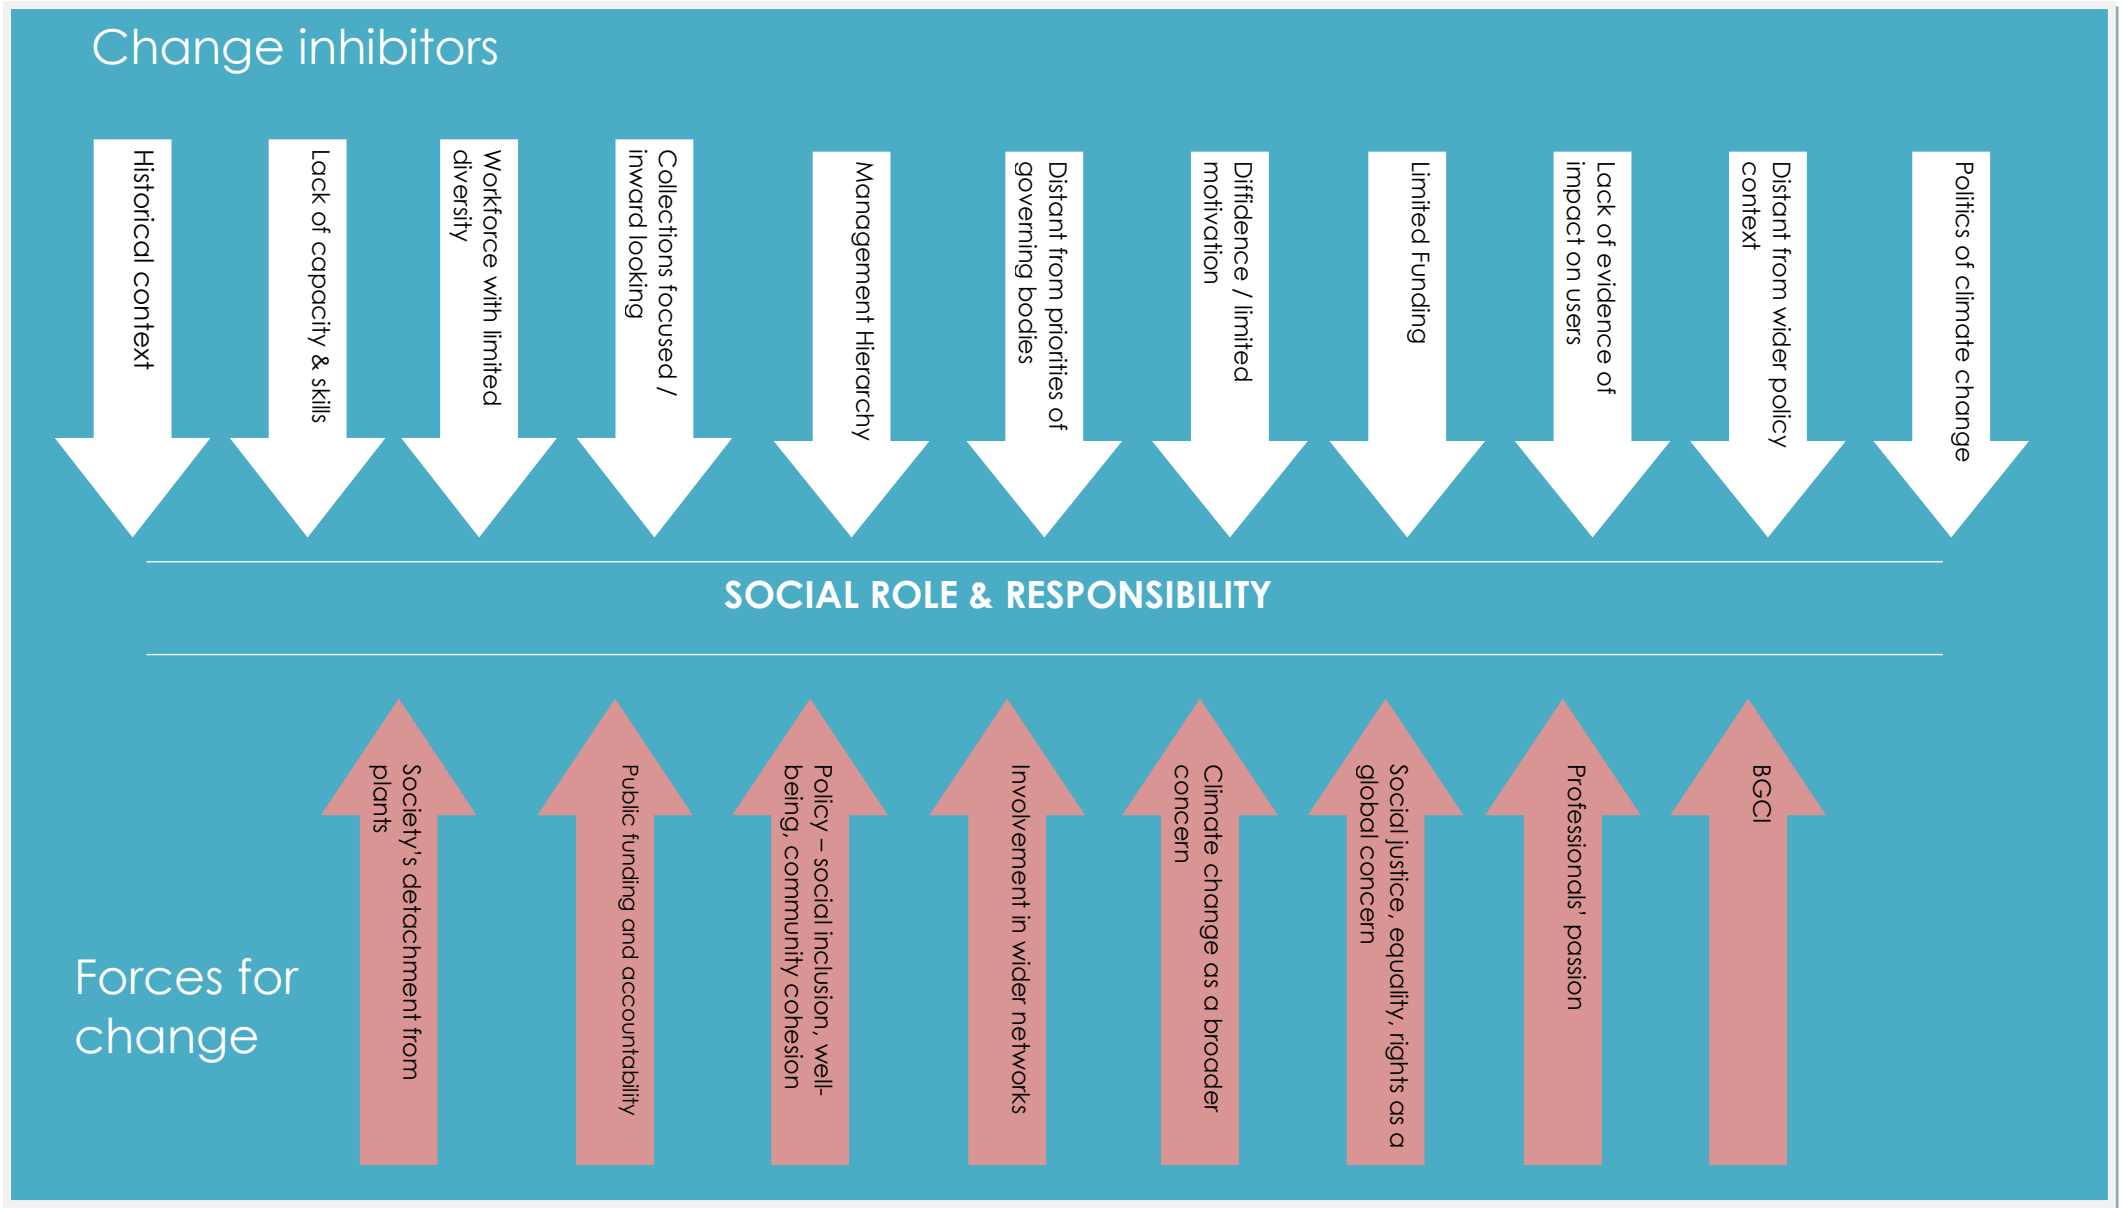 Change inhibitors
Historical context
Lack of capacity & skills
Workforce with limited
diversity
Collections focused /
inward looking
Management Hierarchy
Distant from priorities of
governing bodies
Diffidence / limited
motivation
Limited Funding
Lack of evidence of
impact on users
Distant from wider policy
context
Politics of climate change
SOCIAL ROLE & RESPONSIBILITY
Forces for
change
Society’s detachment from
plants
Public funding and accountability
Policy – social inclusion, well-
being, community cohesion
Involvement in wider networks
Climate change as a broader
concern
Social justice, equality, rights as a
global concern
Professionals’ passion
BGCI